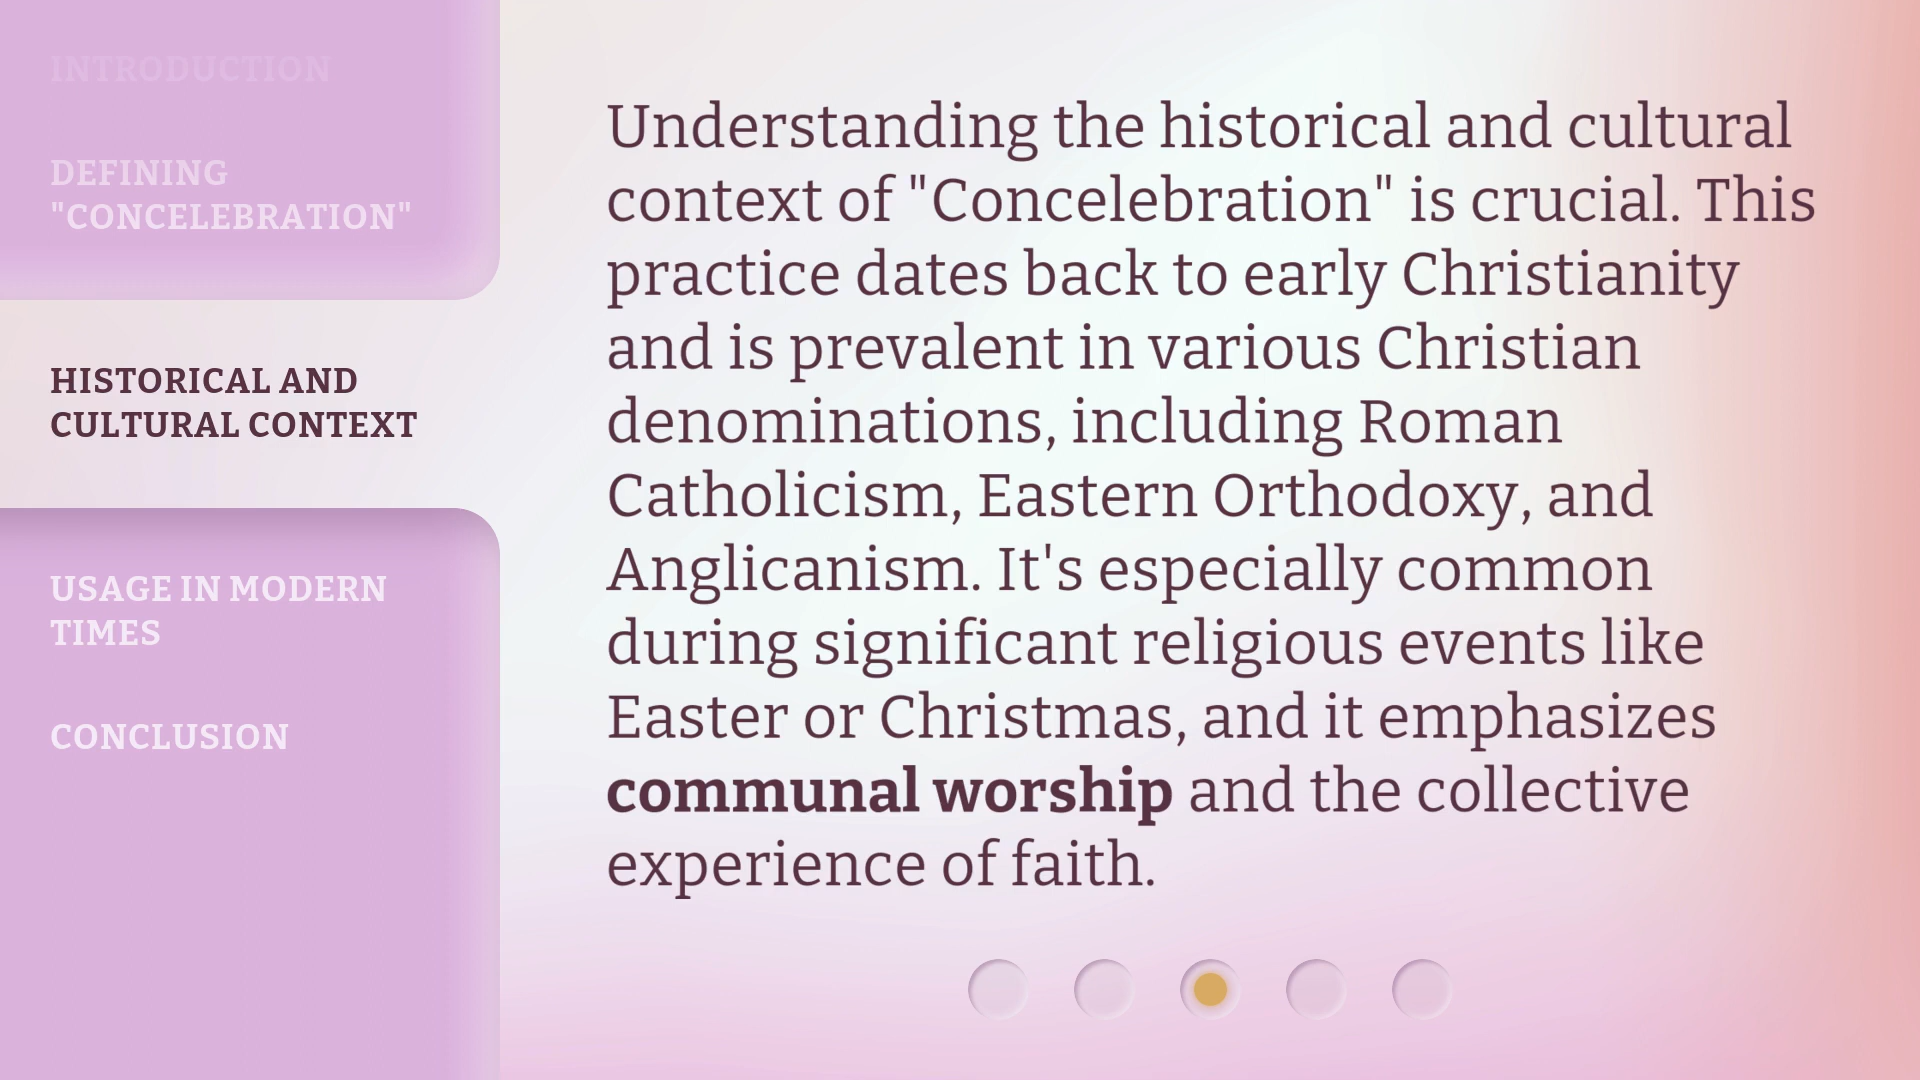 INTRODUCTION
DEFINING
"CONCELEBRATION"
HISTORICAL AND
CULTURAL CONTEXT
USAGE IN MODERN
TIMES
CONCLUSION
Understanding the historical and cultural
context of "Concelebration" is crucial. This
practice dates back to early Christianity
and is prevalent in various Christian
denominations, including Roman
Catholicism, Eastern Orthodoxy, and
Anglicanism. It's especially common
during significant religious events like
Easter or Christmas, and it emphasizes
communal worship and the collective
experience of faith.